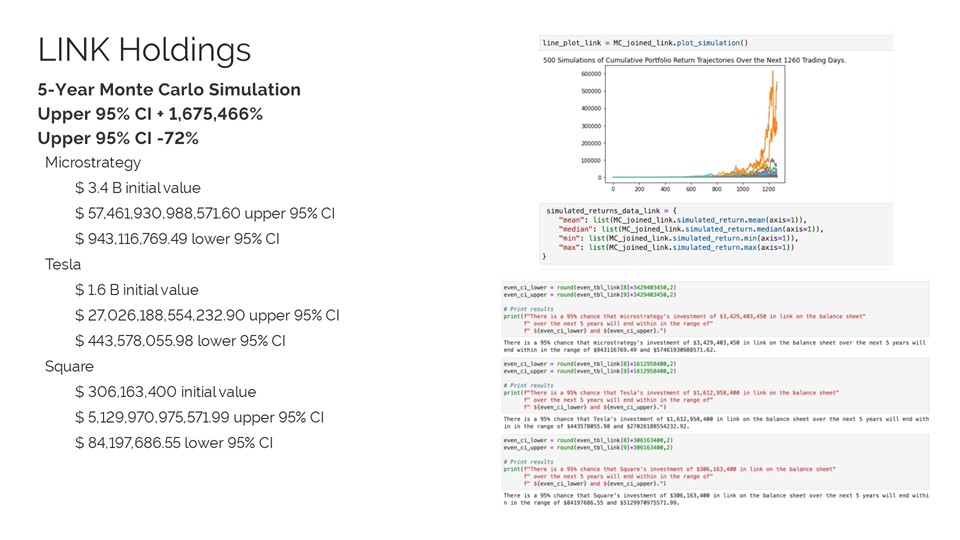 LINK Holdings
5-Year Monte Carlo Simulation
Upper 95% CI + 1,675,466%
Upper 95% CI -72%
Microstrategy
$ 3.4 B initial value
$ 57,461,930,988,571.60 upper 95% CI
$ 943,116,769.49 lower 95% CI
Tesla
$ 1.6 B initial value
$ 27,026,188,554,232.90 upper 95% CI
$ 443,578,055.98 lower 95% CI
Square
$ 306,163,400 initial value
$ 5,129,970,975,571.99 upper 95% CI
$ 84,197,686.55 lower 95% CI
line_plot_link = MC_joined_link.plot_simulation()
500 Simulations of Cumulative Portfolio Return Trajectories Over the Next 1260 Trading Days.
600000
500000
400000
300000
200000
100000
0
0 200 400 600 800 1000 1200
simulated_returns_data_link = {
"mean": list(MC_joined_link.simulated_return.mean(axis=1)),
"median": list(MC_joined_link.simulated_return.median(axis=1)),
"min": list(MC_joined_link.simulated_return.min(axis=1)),
"max": list(MC_joined_link.simulated_return.max(axis=1))
}
even_ci_lower = round(even_tbl_link[8]*3429403450,2)
even_ci_upper = round(even_tbl_link[9]*3429403450,2)
# Print results
print(f"There is a 95% chance that microstrategy's investment of $3,429,403,450 in link on the balance sheet"
f" over the next 5 years will end within in the range of"
f" ${even_ci_lower} and ${even_ci_upper}.")
There is a 95% chance that microstrategy's investment of $3,429,403,450 in link on the balance sheet over the next 5 years will
end within in the range of $943116769.49 and $57461930988571.62.
even_ci_lower = round(even_tbl_link[8]*1612958400,2)
even_ci_upper = round(even_tbl_link[9]*1612958400,2)
# Print results
print(f"There is a 95% chance that Tesla's investment of $1,612,958,400 in link on the balance sheet"
f" over the next 5 years will end within in the range of"
f" ${even_ci_lower} and ${even_ci_upper}.")
There is a 95% chance that Tesla's investment of $1,612,958,400 in link on the balance sheet over the next 5 years will end with
in in the range of $443578055.98 and $27026188554232.92.
even_ci_lower = round(even_tbl_link[8]*306163400,2)
even_ci_upper = round(even_tbl_link[9]*306163400,2)
# Print results
print(f"There is a 95% chance that Square's investment of $306,163,400 in link on the balance sheet"
f" over the next 5 years will end within in the range of"
f" ${even_ci_lower} and ${even_ci_upper}.")
There is a 95% chance that Square's investment of $306,163,400 in link on the balance sheet over the next 5 years will end withi
n in the range of $84197686.55 and $5129970975571.99.